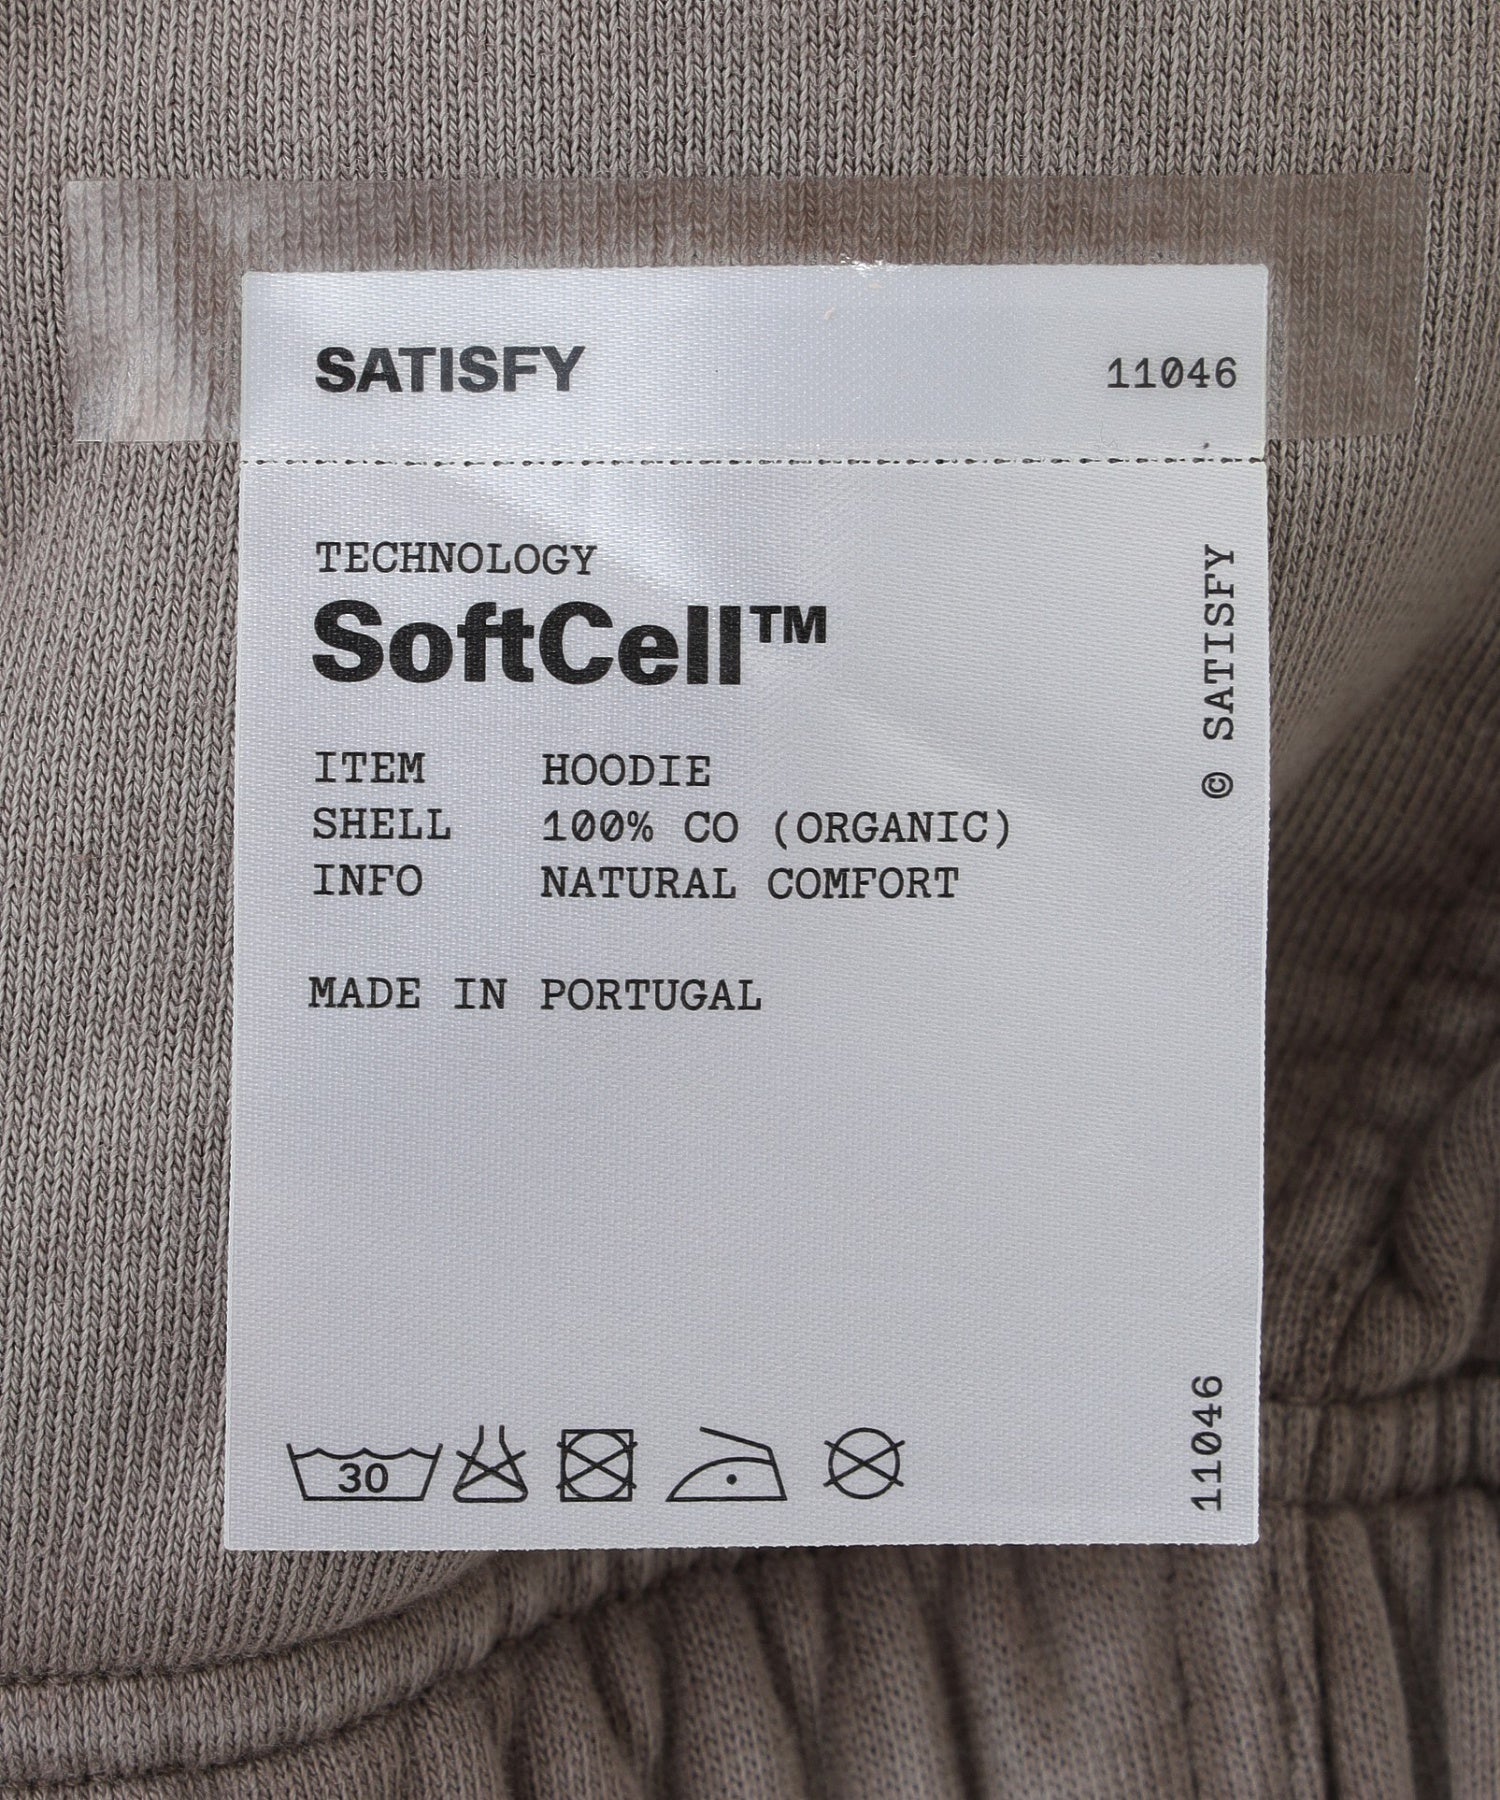 SATISFY 11046
TECHNOLOGY
SoftCell™
ITEM HOODIE
SHELL 100% CO (ORGANIC)
INFO NATURAL COMFORT
MADE IN PORTUGAL
© SATISFY
30
11046